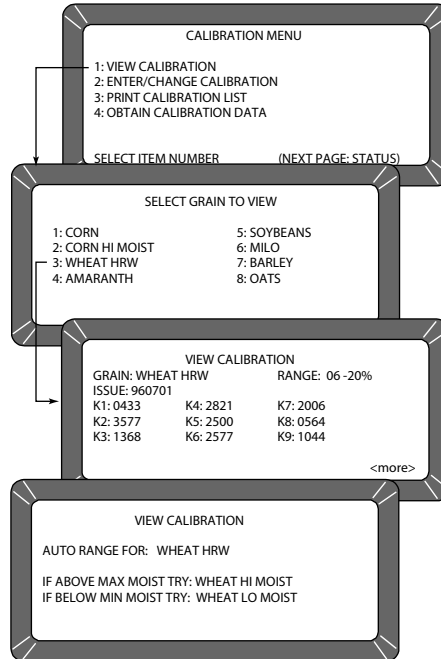 CALIBRATION MENU
1: VIEW CALIBRATION
2: ENTER/CHANGE CALIBRATION
3: PRINT CALIBRATION LIST
4: OBTAIN CALIBRATION DATA
SELECT ITEM NUMBER (NEXT PAGE: STATUS)
SELECT GRAIN TO VIEW
1: CORN 5: SOYBEANS
2: CORN HI MOIST 6: MILO
3: WHEAT HRW 7: BARLEY
4: AMARANTH 8: OATS
VIEW CALIBRATION
GRAIN: WHEAT HRW RANGE: 06 -20%
ISSUE: 960701
K1: 0433 K4: 2821 K7: 2006
K2: 3577 K5: 2500 K8: 0564
K3: 1368 K6: 2577 K9: 1044
<more>
VIEW CALIBRATION
AUTO RANGE FOR: WHEAT HRW
IF ABOVE MAX MOIST TRY: WHEAT HI MOIST
IF BELOW MIN MOIST TRY: WHEAT LO MOIST